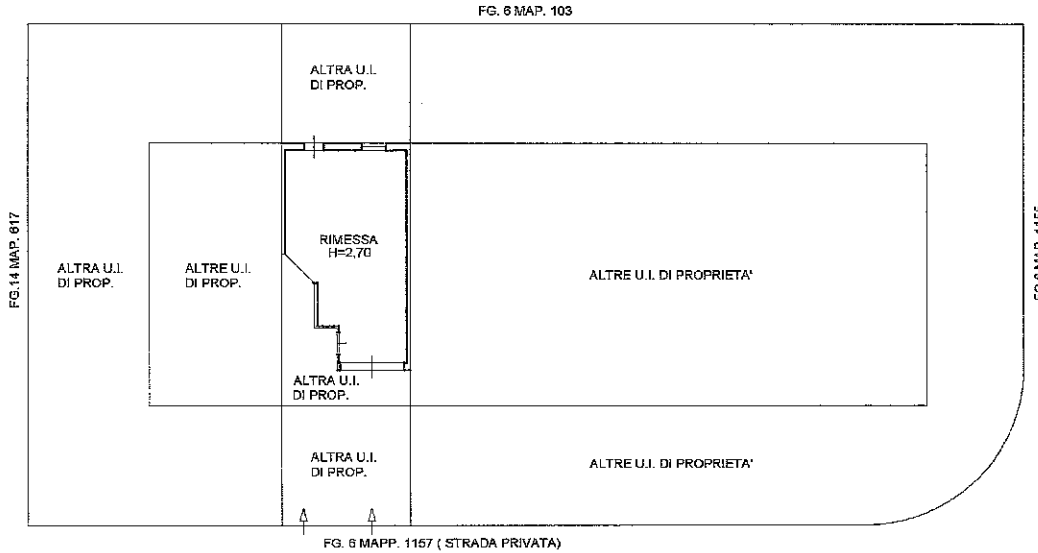 FG. 6 MAP. 103
ALTRA U.I.
DI PROP.
FG.14 MAP. 617
ALTRA U.I.
DI PROP.
ALTRE U.I.
DI PROP.
RIMESSA
H=2,70
ALTRE U.I. DI PROPRIETA'
ALTRA U.I.
DI PROP.
ALTRA U.I.
DI PROP.
ALTRE U.I. DI PROPRIETA'
FG. 6 MAPP. 1157 ( STRADA PRIVATA)